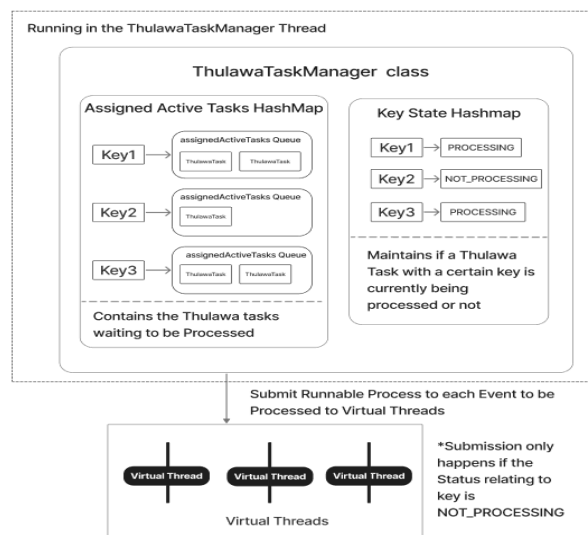 Running in the ThulawaTaskManager Thread
ThulawaTaskManager class
Assigned Active Tasks HashMap
Key1
assignedActiveTasks Queue
ThulawaTask
ThulawaTask
Key2
assignedActiveTasks Queue
ThulawaTask
Key3
assignedActiveTasks Queue
ThulawaTask
ThulawaTask
Contains the Thulawa tasks
waiting to be Processed
Key State Hashmap
Key1
PROCESSING
Key2
NOT_PROCESSING
Key3
PROCESSING
Maintains if a Thulawa
Task with a certain key is
currently being
processed or not
Submit Runnable Process to each Event to be
Processed to Virtual Threads
Virtual Thread
Virtual Thread
Virtual Thread
Virtual Threads
*Submission only
happens if the
Status relating to
key is
NOT_PROCESSING